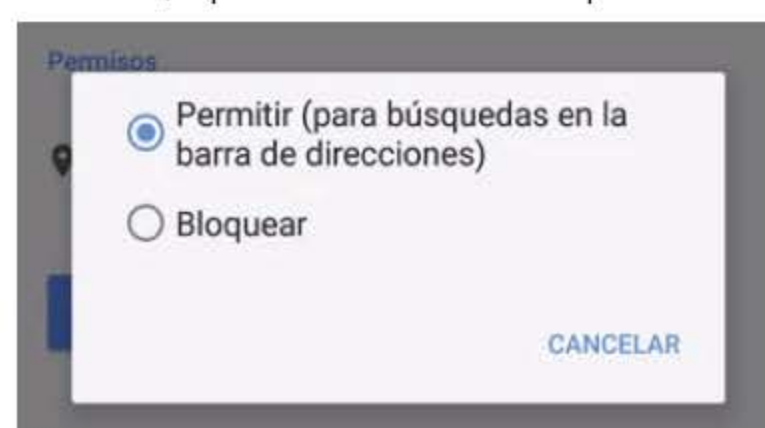 Permisos
Permitir (para búsquedas en la
barra de direcciones)
Bloquear
CANCELAR